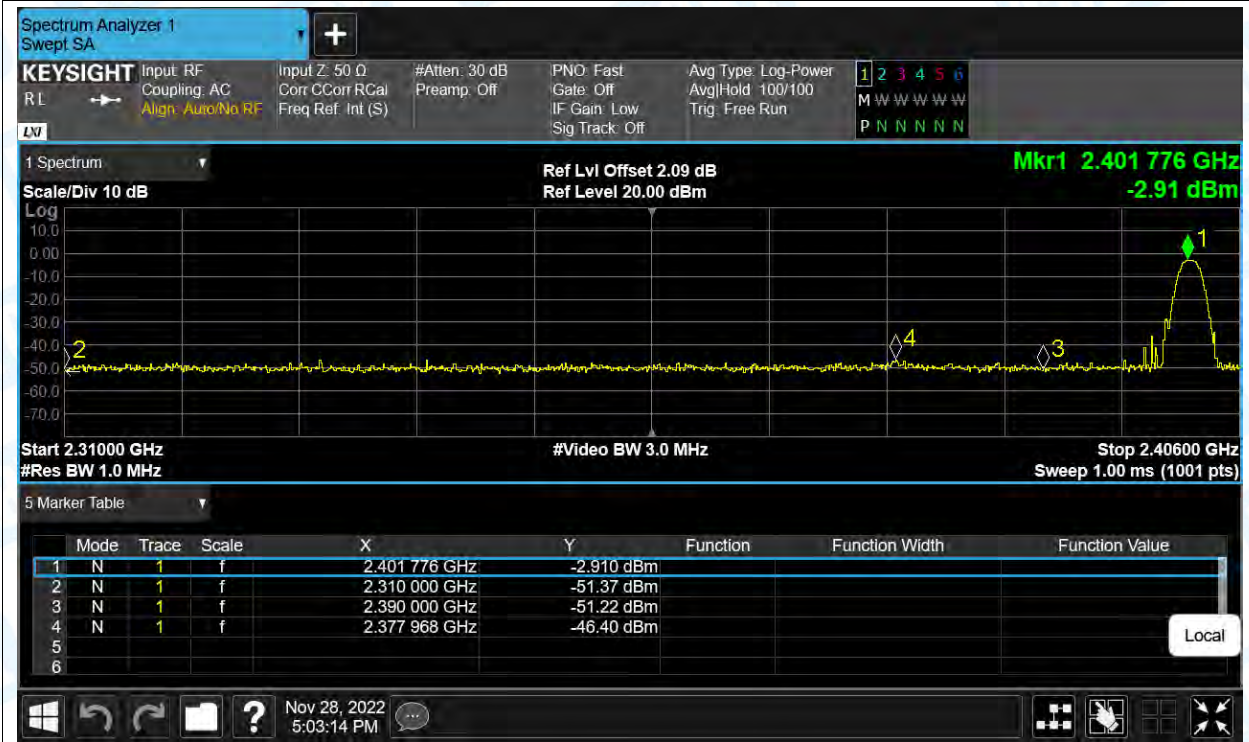 Spectrum Analyzer 1
Swept SA
+
KEYSIGHT
R L
LXI
Input: RF
Coupling: AC
Align: Auto/No RF
Input Z: 50 Ω
Corr CCorr RCal
Freq Ref: Int (S)
#Atten: 30 dB
Preamp: Off
PNO: Fast
Gate: Off
IF Gain: Low
Sig Track: Off
Avg Type: Log-Power
Avg|Hold: 100/100
Trig: Free Run
1 2 3 4 5 6
M W W W W W
P N N N N N
1 Spectrum
Scale/Div 10 dB
Ref Lvl Offset 2.09 dB
Ref Level 20.00 dBm
Mkr1 2.401 776 GHz
-2.91 dBm
Log
10.0
0.00
-10.0
-20.0
-30.0
-40.0
-50.0
-60.0
-70.0
2
4
3
1
Start 2.31000 GHz
#Res BW 1.0 MHz
#Video BW 3.0 MHz
Stop 2.40600 GHz
Sweep 1.00 ms (1001 pts)
5 Marker Table
Mode Trace Scale X Y Function Function Width Function Value
1 N 1 f 2.401 776 GHz -2.910 dBm
2 N 1 f 2.310 000 GHz -51.37 dBm
3 N 1 f 2.390 000 GHz -51.22 dBm
4 N 1 f 2.377 968 GHz -46.40 dBm
5
6
Local
?
Nov 28, 2022
5:03:14 PM